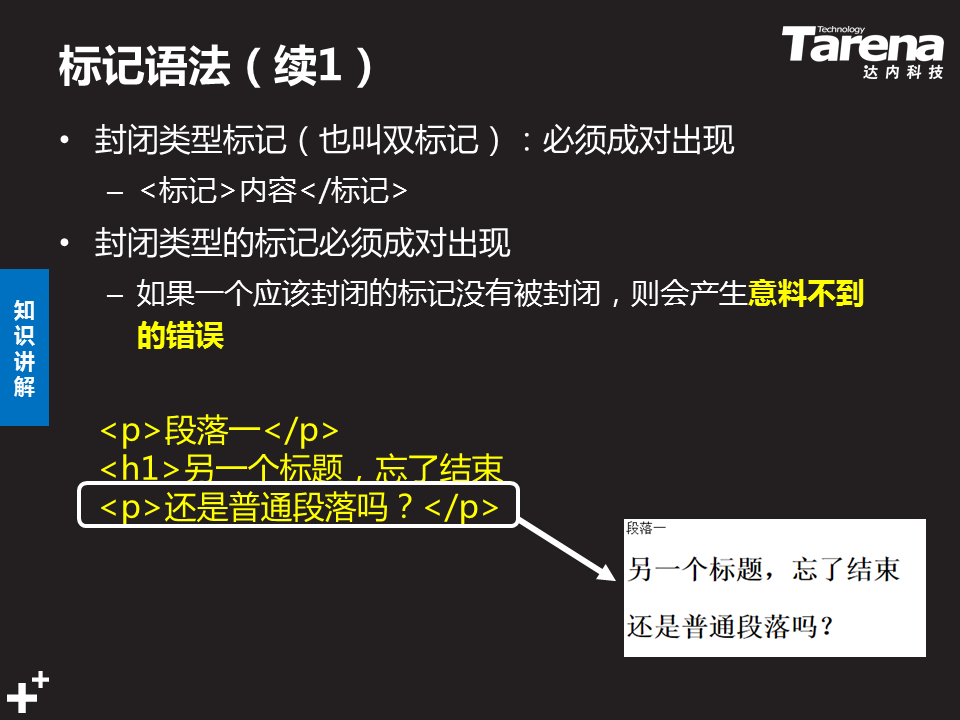 标记语法（续1）
Technology
Tarena
达内科技
• 封闭类型标记（也叫双标记）：必须成对出现
– <标记>内容</标记>
• 封闭类型的标记必须成对出现
– 如果一个应该封闭的标记没有被封闭，则会产生意料不到
的错误
知识讲解
<p>段落一</p>
<h1>另一个标题，忘了结束
<p>还是普通段落吗？</p>
段落一
另一个标题，忘了结束
还是普通段落吗？